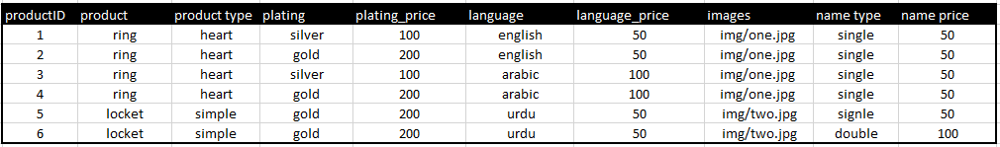 productID product product type plating plating_price language language_price images name type name price
1 ring heart silver 100 english 50 img/one.jpg single 50
2 ring heart gold 200 english 50 img/one.jpg single 50
3 ring heart silver 100 arabic 100 img/one.jpg single 50
4 ring heart gold 200 arabic 100 img/one.jpg single 50
5 locket simple gold 200 urdu 50 img/two.jpg signle 50
6 locket simple gold 200 urdu 50 img/two.jpg double 100